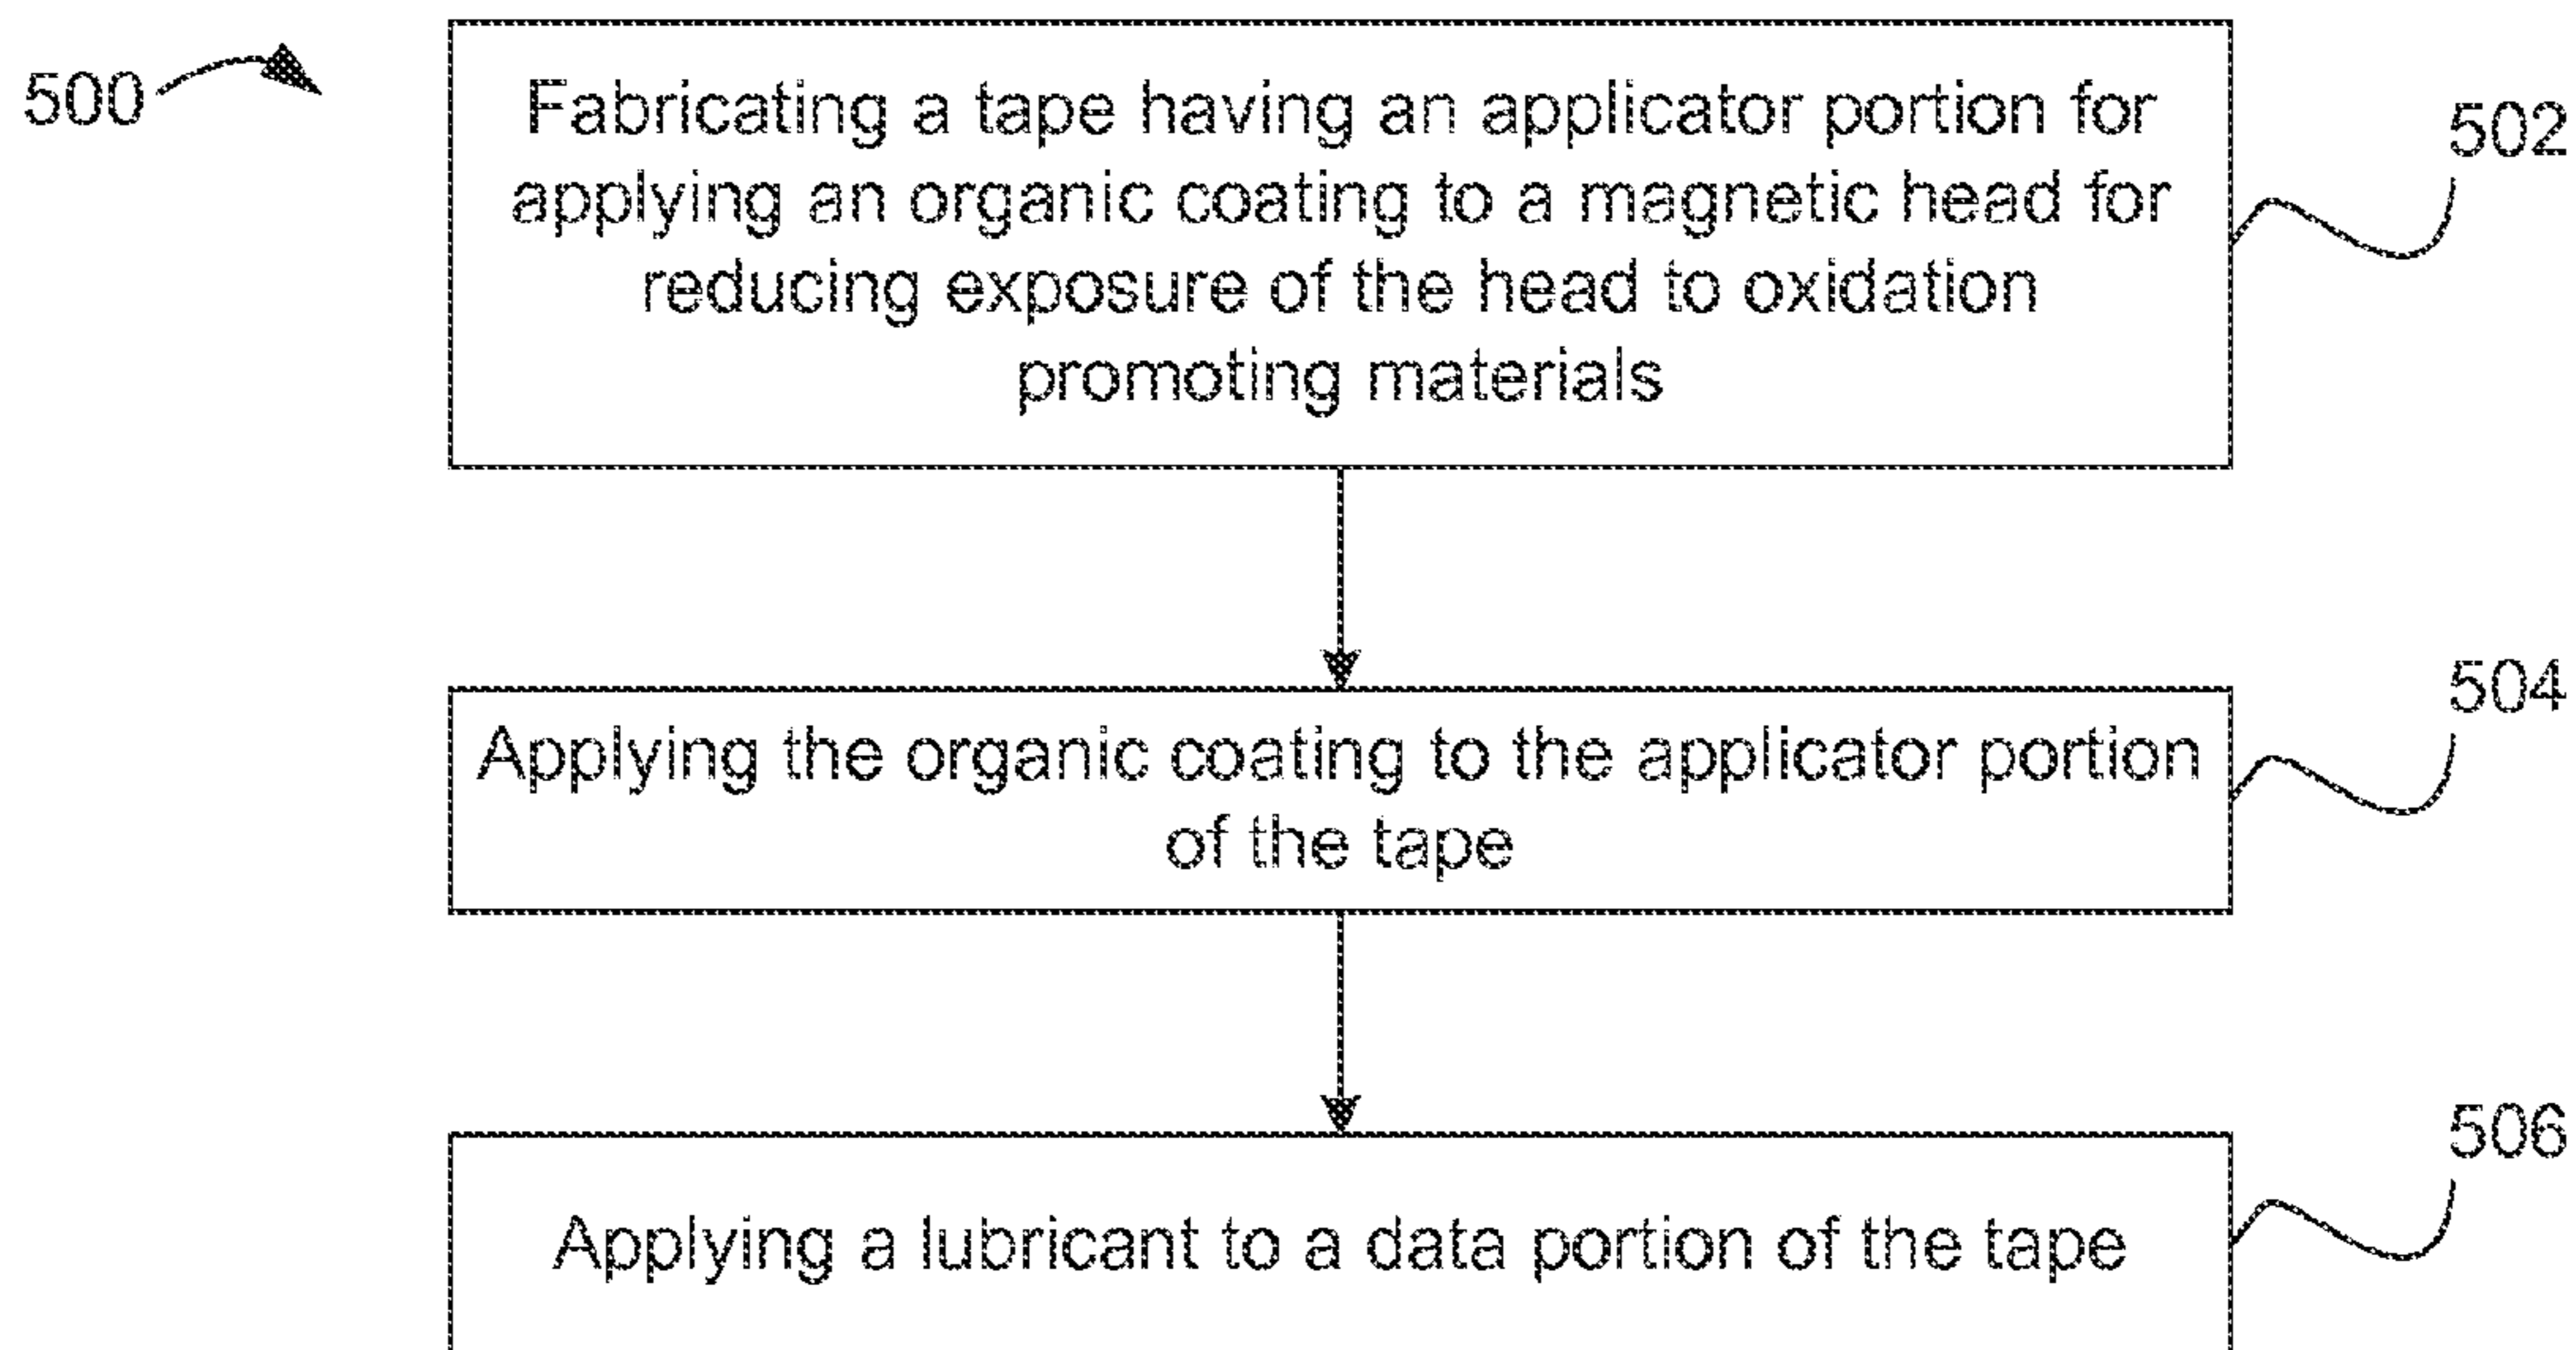 500
Fabricating a tape having an applicator portion for
applying an organic coating to a magnetic head for
reducing exposure of the head to oxidation
promoting materials
502
Applying the organic coating to the applicator portion
of the tape
504
Applying a lubricant to a data portion of the tape
506